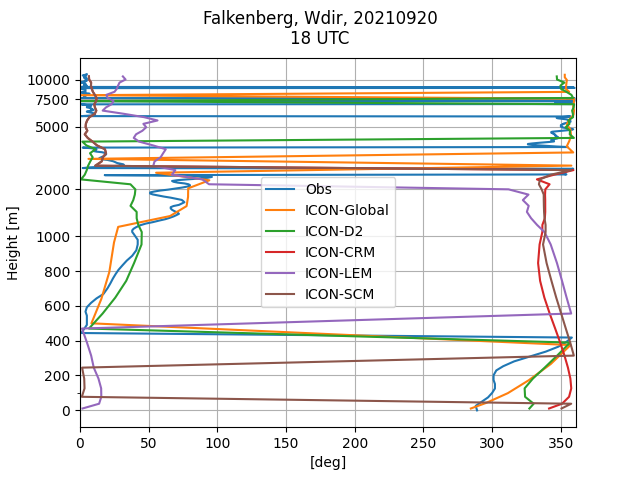 Falkenberg, Wdir, 20210920
18 UTC
Height [m]
10000
7500
5000
2000
1000
800
600
400
200
0
Obs
ICON-Global
ICON-D2
ICON-CRM
ICON-LEM
ICON-SCM
0 50 100 150 200 250 300 350
[deg]